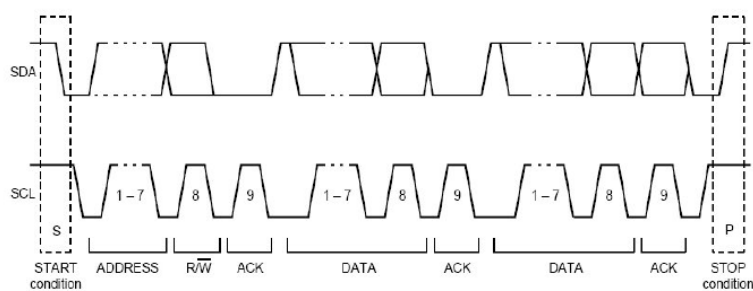 SDA
SCL
1 – 7 8 9 1 – 7 8 9 1 – 7 8 9
S P
START condition ADDRESS R/W̅ ACK DATA ACK DATA ACK STOP condition